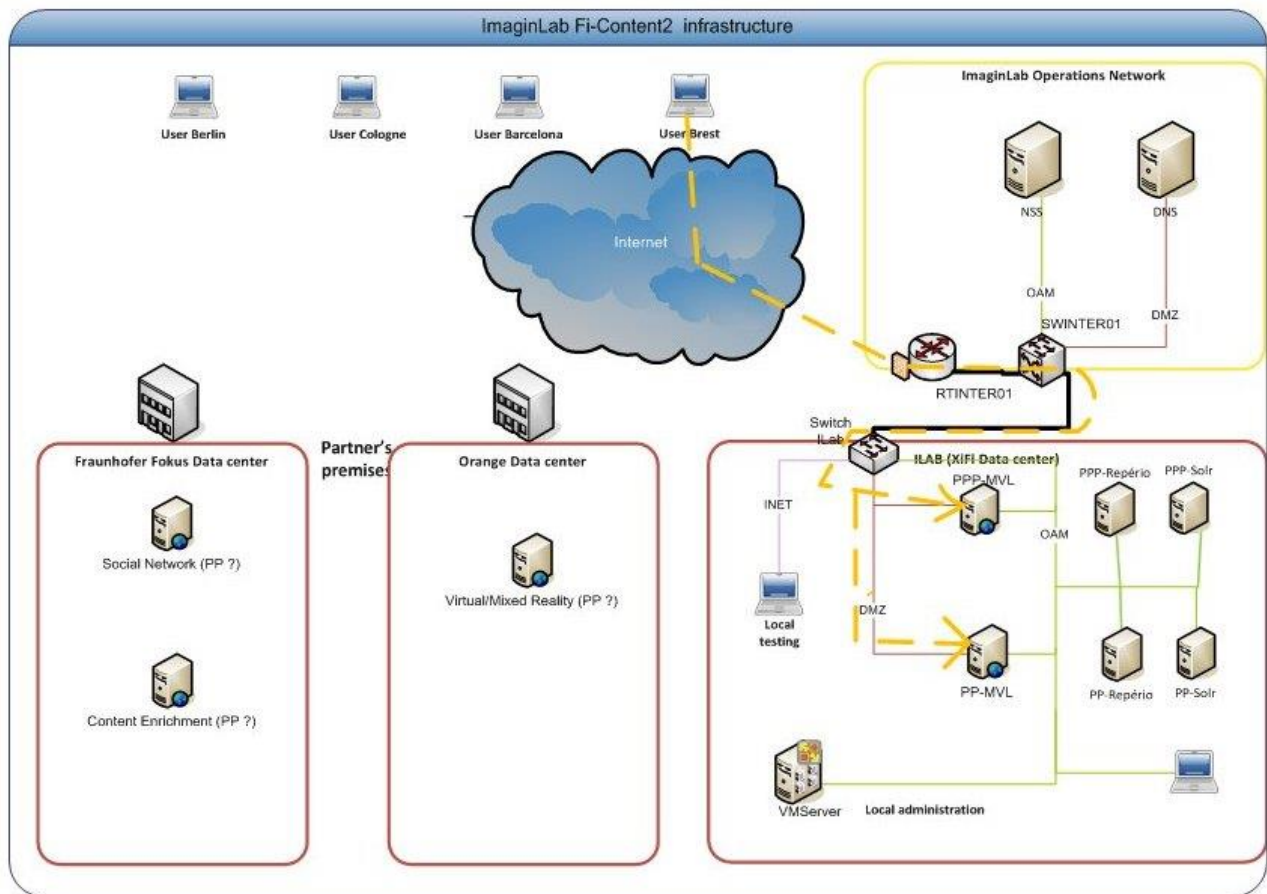 ImaginLab Fi-Content2 infrastructure
User Berlin
User Cologne
User Barcelona
User Brest
ImaginLab Operations Network
NSS
DNS
Internet
OAM
DMZ
SWINTER01
RTINTER01
Switch
ILab
Partner's
premises
Fraunhofer Fokus Data center
Orange Data center
ILAB (XiFi Data center)
PPP-MVL
PPP-Repério
PPP-Solr
INET
OAM
Social Network (PP ?)
Virtual/Mixed Reality (PP ?)
DMZ
Local
testing
PP-MVL
PP-Repério
PP-Solr
Content Enrichment (PP ?)
VMServer
Local administration